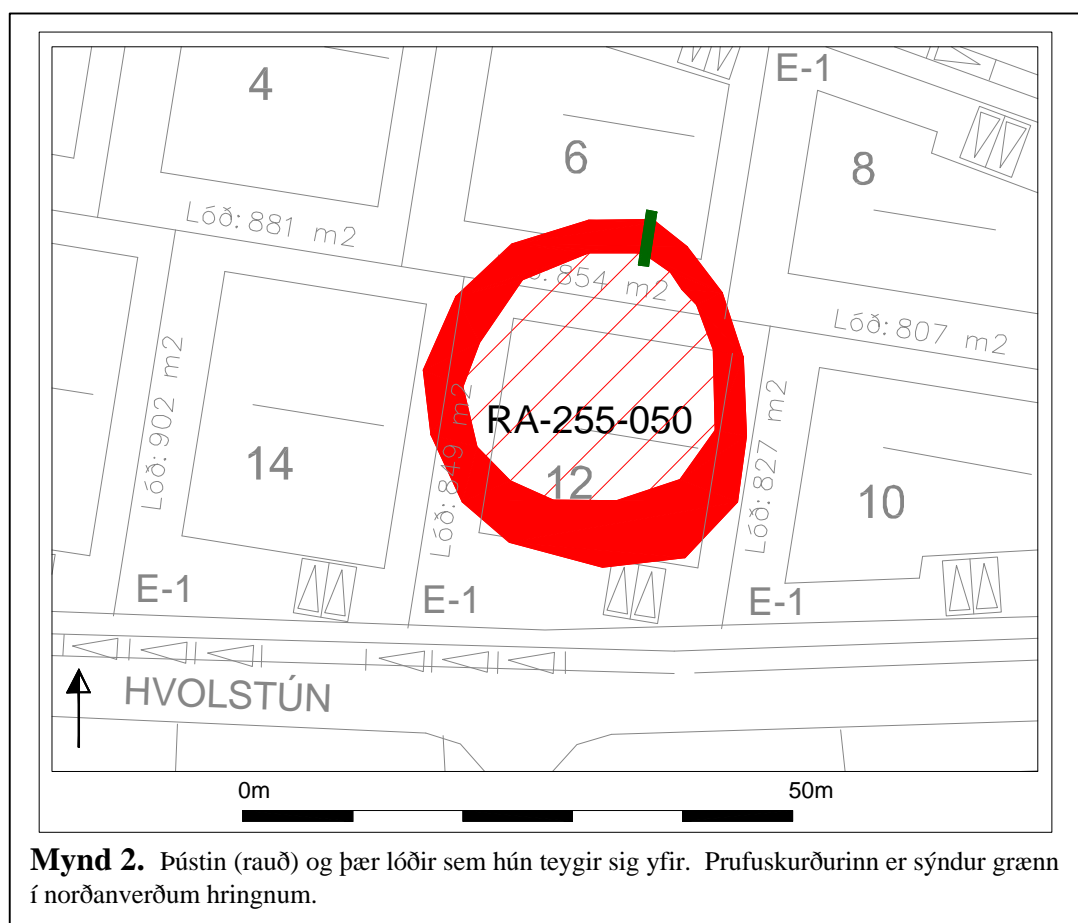 E-1
4
6
8
Lóð: 881 m2
: 854 m2
Lóð: 807 m2
Lóð: 902 m2
Lóð: 849 m2
Lóð: 827 m2
RA-255-050
14
12
10
E-1
E-1
E-1
HVOLSTÚN
0m
50m
Mynd 2. Þústin (rauð) og þær lóðir sem hún teygir sig yfir. Prufuskurðurinn er sýndur grænn
í norðanverðum hringnum.